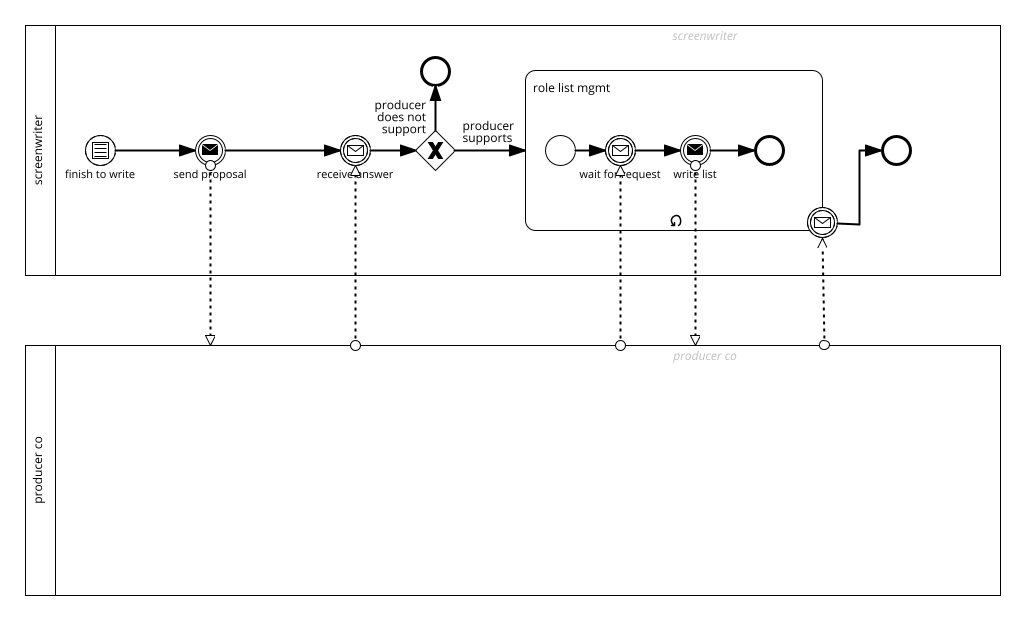 screenwriter
screenwriter
producer
does not
support
producer
supports
role list mgmt
finish to write
send proposal
receive answer
wait for request
write list
producer co
producer co